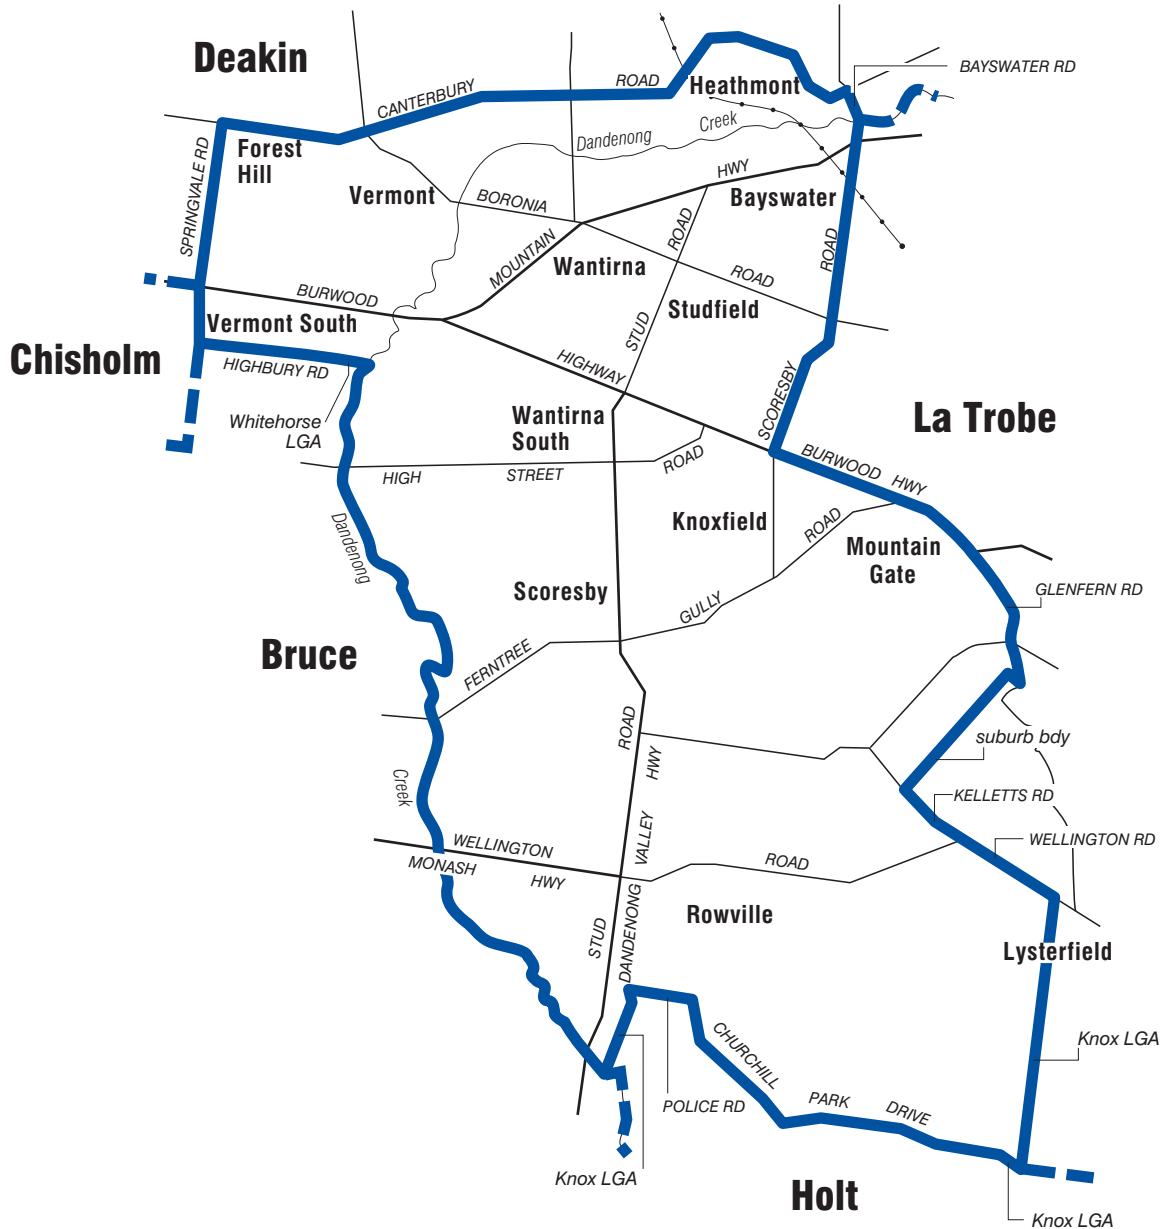 Deakin
BAYSWATER RD
ROAD
Heathmont
CANTERBURY
Creek
Dandenong
Forest
Hill
SPRINGVALE RD
HWY
Vermont
BORONIA
Bayswater
ROAD
ROAD
MOUNTAIN
Wantirna
ROAD
BURWOOD
Studfield
Vermont South
STUD
Chisholm
HIGHBURY RD
HIGHWAY
SCORESBY
Whitehorse
LGA
Wantirna
South
La Trobe
ROAD
BURWOOD
HWY
HIGH
STREET
Dandenong
Knoxfield
ROAD
Mountain
Gate
Scoresby
GULLY
GLENFERN RD
Bruce
FERNTREE
ROAD
HWY
suburb bdy
Creek
KELLETTS RD
WELLINGTON
VALLEY
WELLINGTON RD
MONASH
HWY
ROAD
DANDENONG
Rowville
STUD
Lysterfield
CHURCHILL
Knox LGA
POLICE RD
PARK
DRIVE
Knox LGA
Holt
Knox LGA